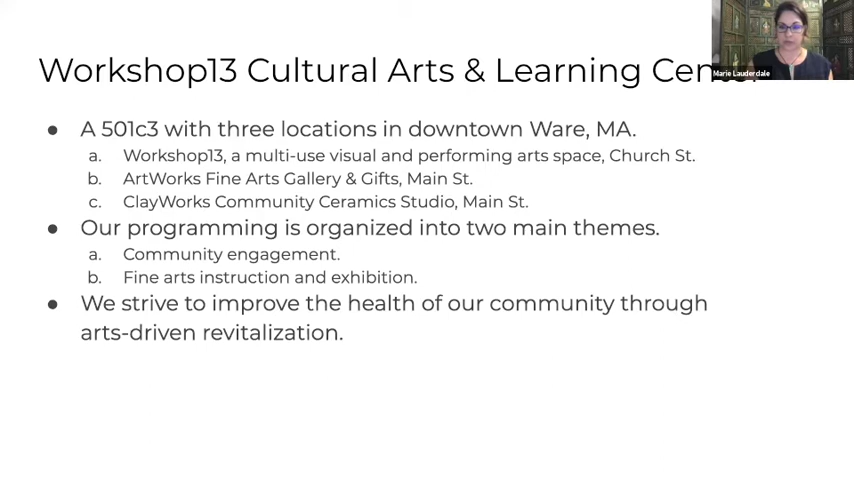 Workshop13 Cultural Arts & Learning Center
Marie Lauderdale
● A 501c3 with three locations in downtown Ware, MA.
a. Workshop13, a multi-use visual and performing arts space, Church St.
b. ArtWorks Fine Arts Gallery & Gifts, Main St.
c. ClayWorks Community Ceramics Studio, Main St.
● Our programming is organized into two main themes.
a. Community engagement.
b. Fine arts instruction and exhibition.
● We strive to improve the health of our community through
arts-driven revitalization.